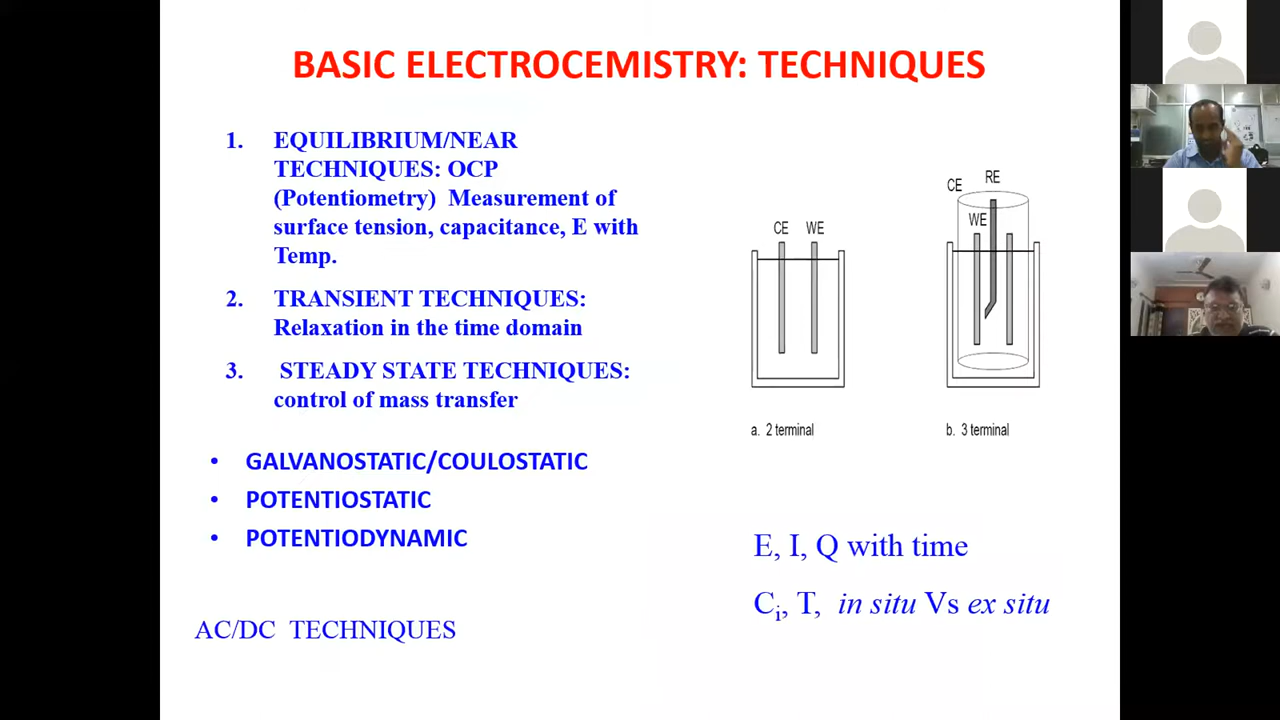 BASIC ELECTROCEMISTRY: TECHNIQUES
1. EQUILIBRIUM/NEAR
TECHNIQUES: OCP
(Potentiometry) Measurement of
surface tension, capacitance, E with
Temp.
2. TRANSIENT TECHNIQUES:
Relaxation in the time domain
3. STEADY STATE TECHNIQUES:
control of mass transfer
• GALVANOSTATIC/COULOSTATIC
• POTENTIOSTATIC
• POTENTIODYNAMIC
AC/DC TECHNIQUES
CE WE
a. 2 terminal
CE RE
WE
b. 3 terminal
E, I, Q with time
Ci, T, in situ Vs ex situ